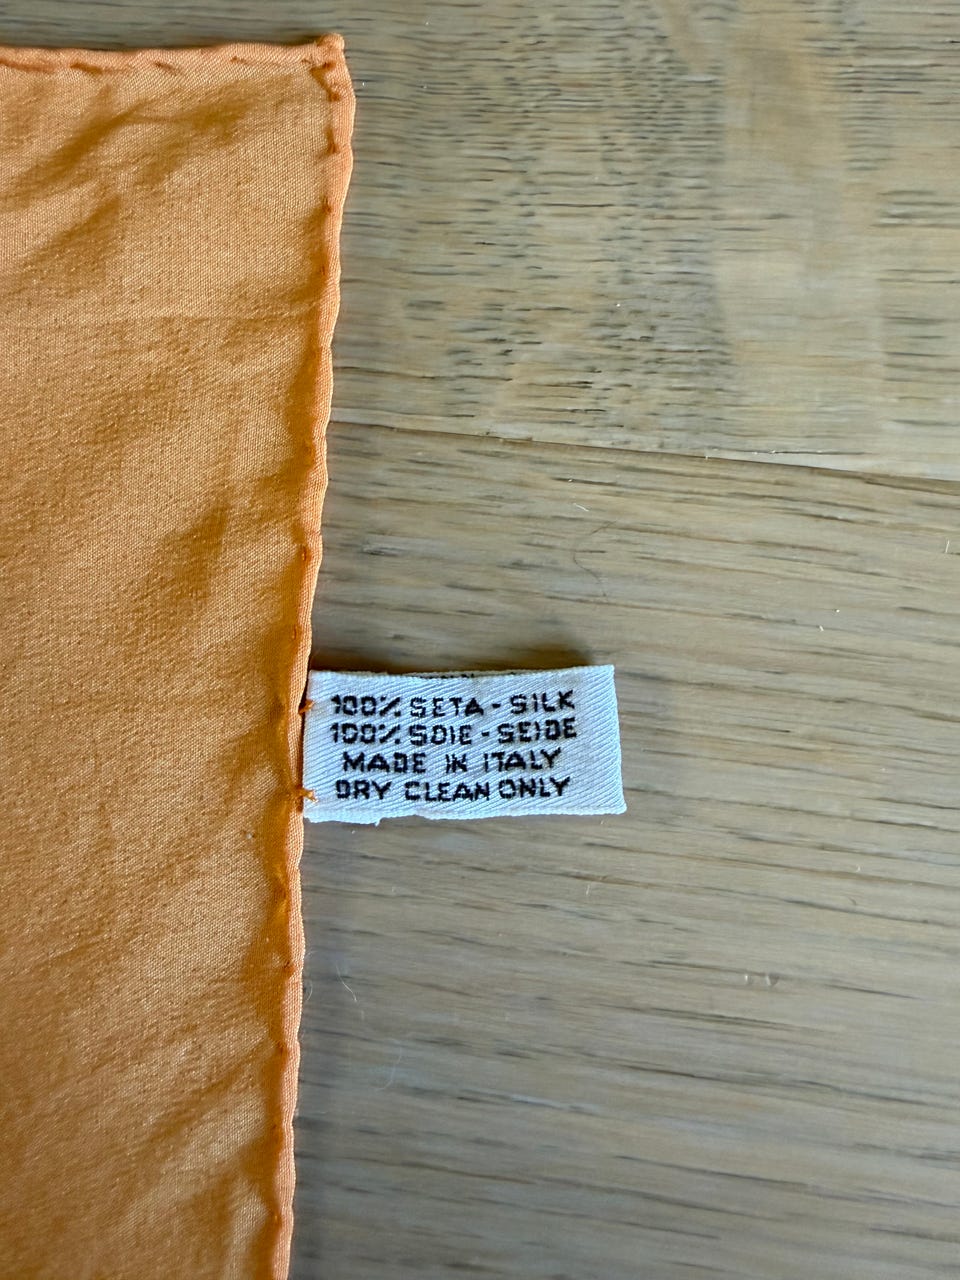 100% SETA - SILK
100% SOIE - SEIDE
MADE IN ITALY
DRY CLEAN ONLY